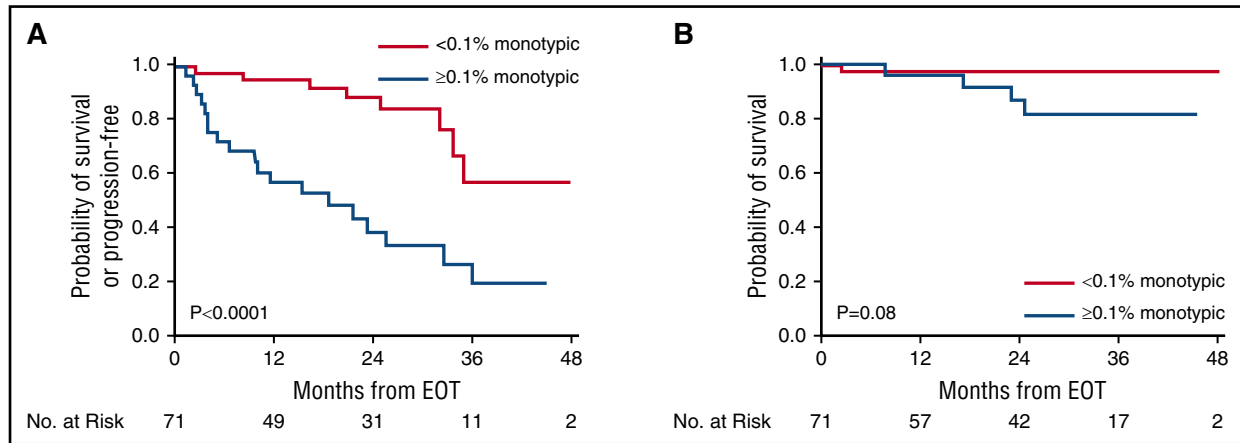 A
<0.1% monotypic
≥0.1% monotypic
Probability of survival
or progression-free
1.0
0.8
0.6
0.4
0.2
0.0
P<0.0001
0 12 24 36 48
Months from EOT
No. at Risk 71 49 31 11 2
B
Probability of survival
1.0
0.8
0.6
0.4
0.2
0.0
<0.1% monotypic
≥0.1% monotypic
P=0.08
0 12 24 36 48
Months from EOT
No. at Risk 71 57 42 17 2